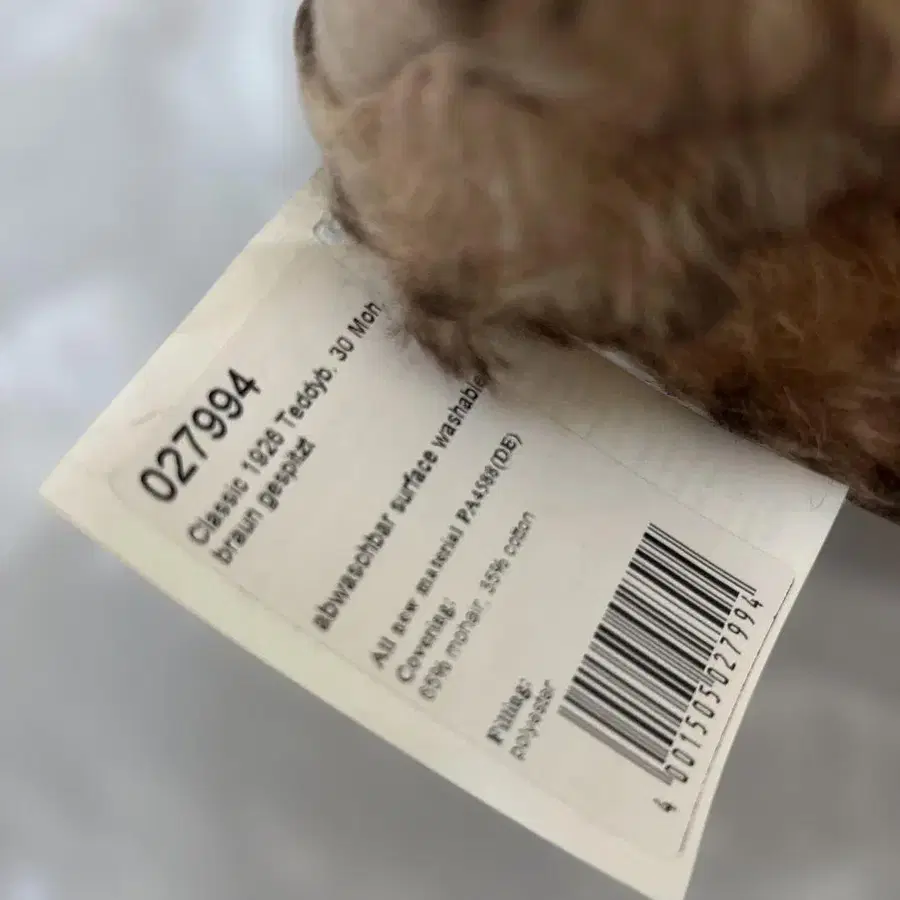 027994
Classic 1926 Teddyb. 30 Moh.
braun gespitzt
abwaschbar surface washable
All new material PA4588(DE)
Covering:
65% mohair, 35% cotton
Filling:
polyester
4 001505 027994